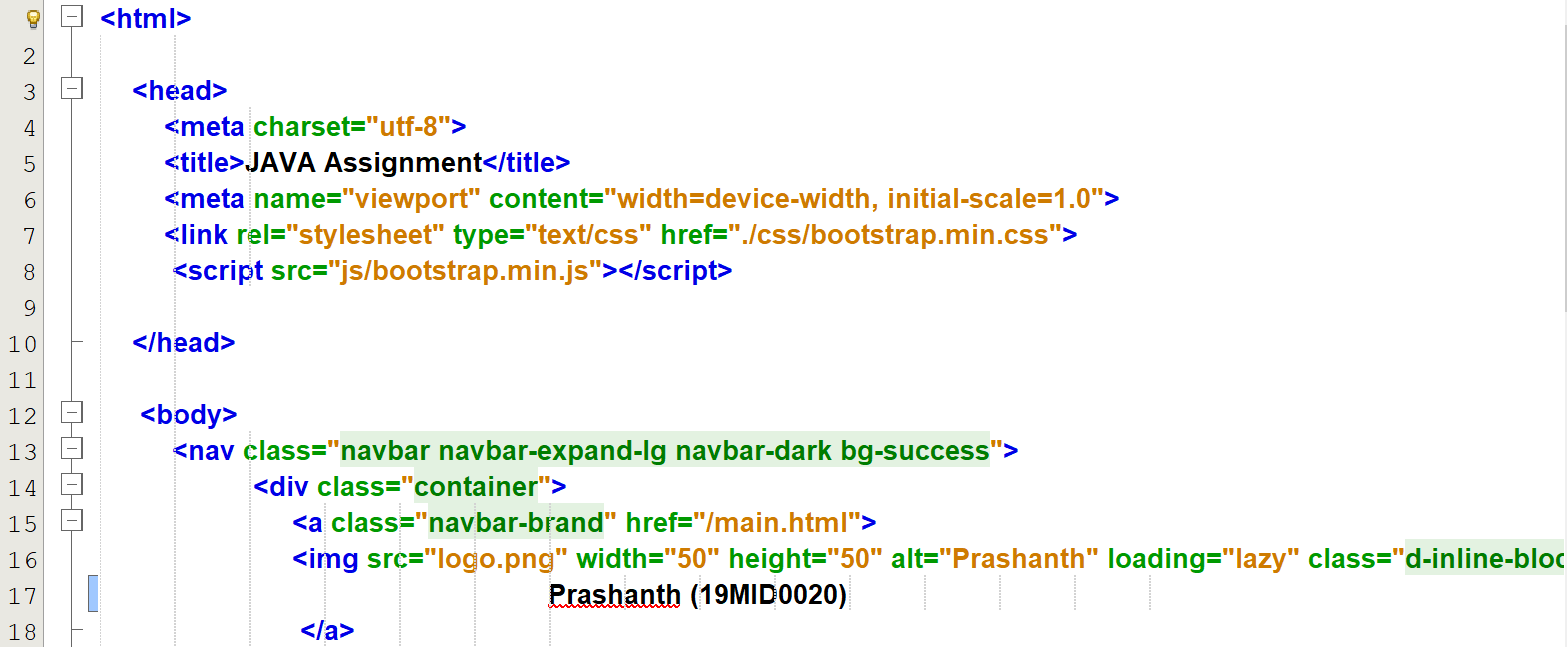 <html>
2
3 <head>
4 <meta charset="utf-8">
5 <title>JAVA Assignment</title>
6 <meta name="viewport" content="width=device-width, initial-scale=1.0">
7 <link rel="stylesheet" type="text/css" href="./css/bootstrap.min.css">
8 <script src="js/bootstrap.min.js"></script>
9
10 </head>
11
12 <body>
13 <nav class="navbar navbar-expand-lg navbar-dark bg-success">
14 <div class="container">
15 <a class="navbar-brand" href="/main.html">
16 <img src="logo.png" width="50" height="50" alt="Prashanth" loading="lazy" class="d-inline-bloc
17 Prashanth (19MID0020)
18 </a>